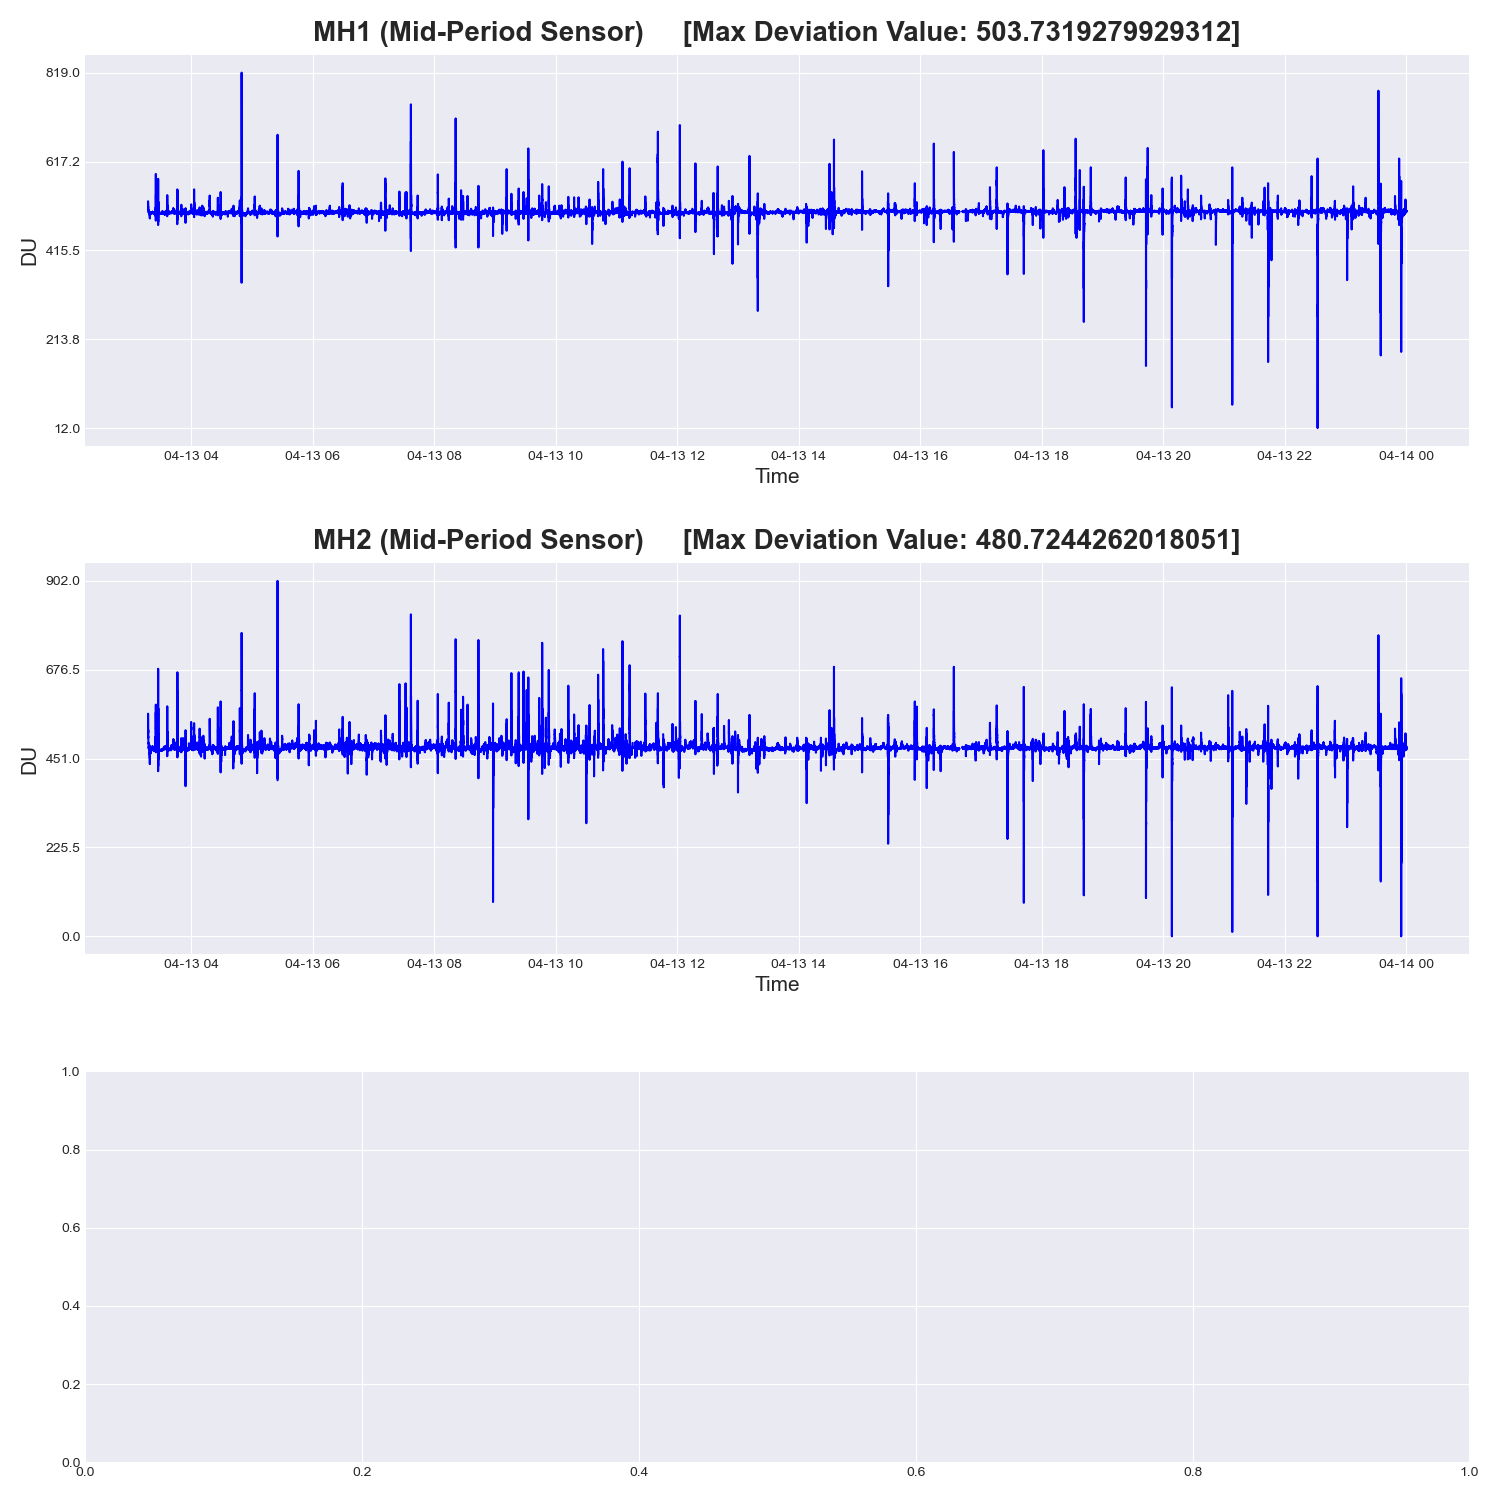 MH1 (Mid-Period Sensor) [Max Deviation Value: 503.7319279929312]
819.0
617.2
415.5
213.8
12.0
DU
04-13 04 04-13 06 04-13 08 04-13 10 04-13 12 04-13 14 04-13 16 04-13 18 04-13 20 04-13 22 04-14 00
Time
MH2 (Mid-Period Sensor) [Max Deviation Value: 480.7244262018051]
902.0
676.5
451.0
225.5
0.0
DU
04-13 04 04-13 06 04-13 08 04-13 10 04-13 12 04-13 14 04-13 16 04-13 18 04-13 20 04-13 22 04-14 00
Time
1.0
0.8
0.6
0.4
0.2
0.0
0.0 0.2 0.4 0.6 0.8 1.0